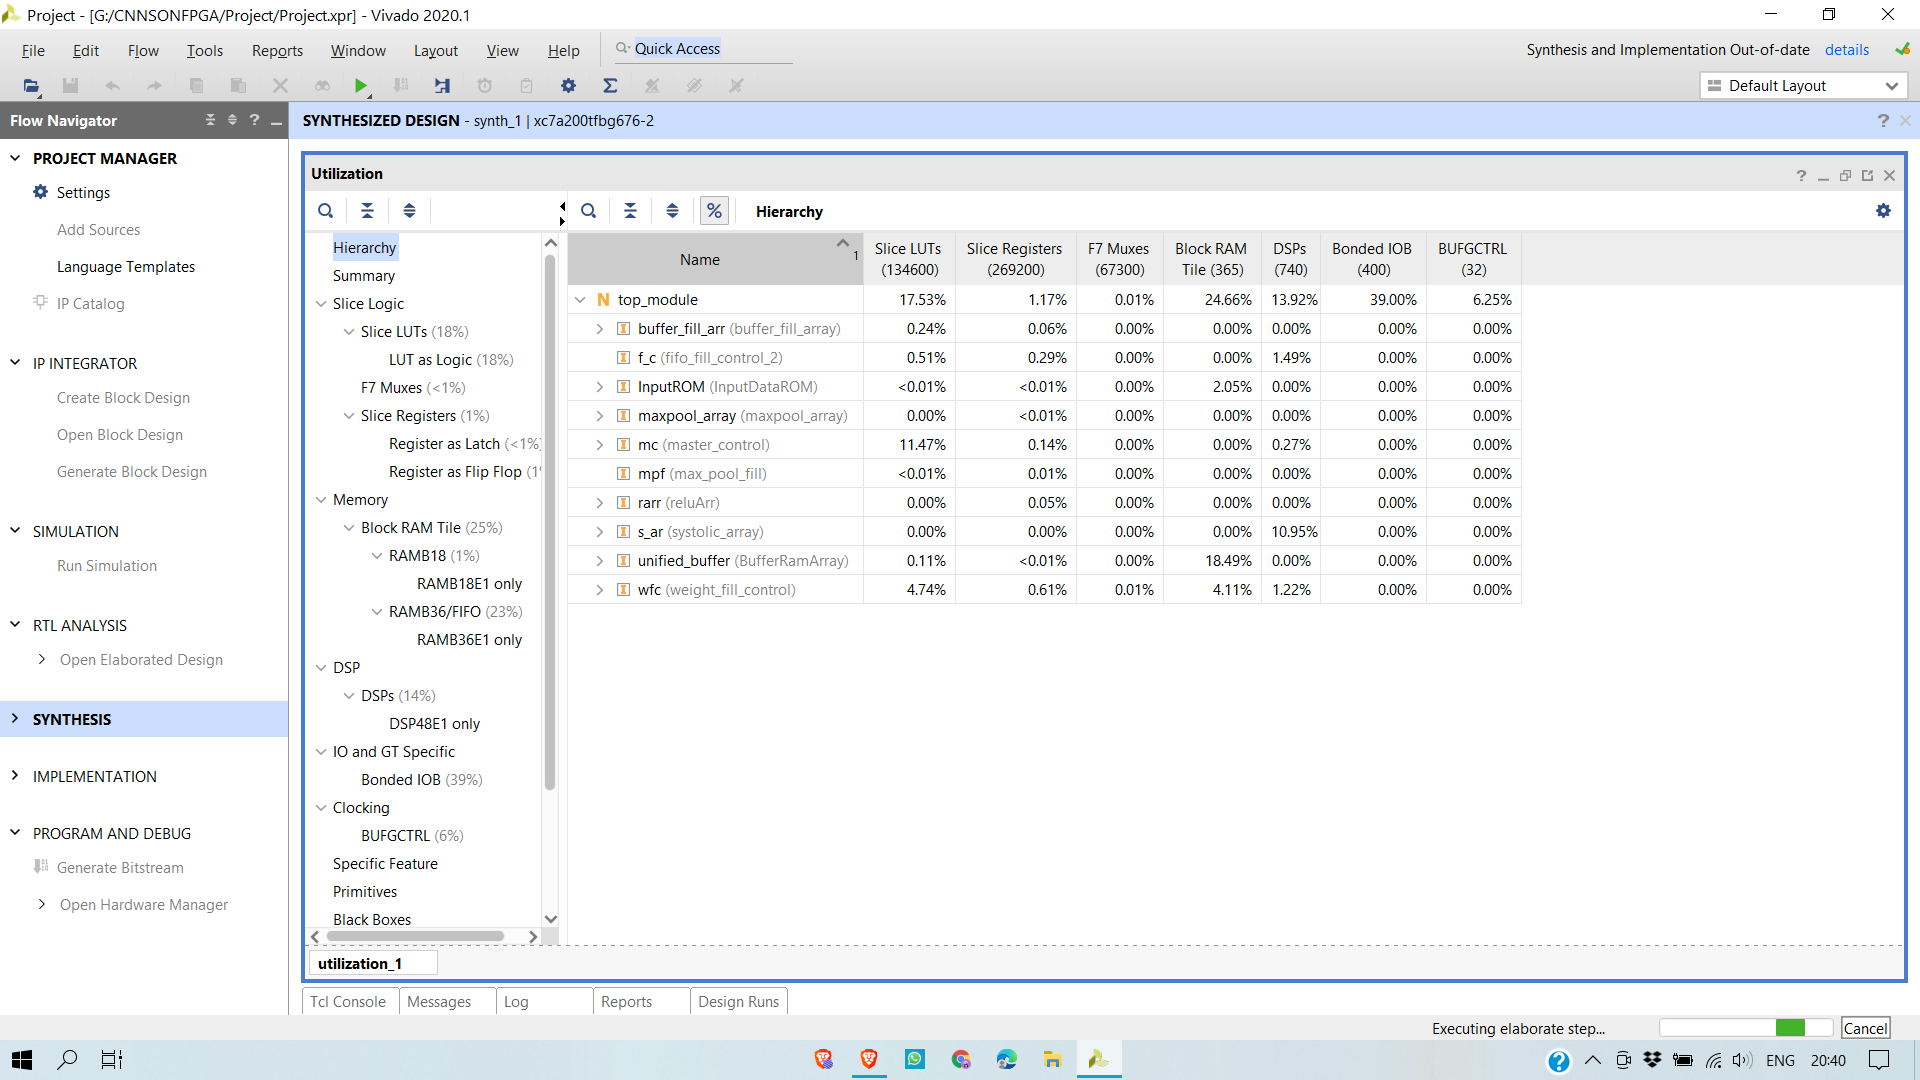 Project - [G:/CNNSONFPGA/Project/Project.xpr] - Vivado 2020.1
File Edit Flow Tools Reports Window Layout View Help Quick Access
Synthesis and Implementation Out-of-date details
Default Layout
Flow Navigator
SYNTHESIZED DESIGN - synth_1 | xc7a200tfbg676-2
PROJECT MANAGER
Settings
Add Sources
Language Templates
IP Catalog
IP INTEGRATOR
Create Block Design
Open Block Design
Generate Block Design
SIMULATION
Run Simulation
RTL ANALYSIS
Open Elaborated Design
SYNTHESIS
IMPLEMENTATION
PROGRAM AND DEBUG
Generate Bitstream
Open Hardware Manager
Utilization
Hierarchy
Summary
Slice Logic
Slice LUTs (18%)
LUT as Logic (18%)
F7 Muxes (<1%)
Slice Registers (1%)
Register as Latch (<1%)
Register as Flip Flop (1%
Memory
Block RAM Tile (25%)
RAMB18 (1%)
RAMB18E1 only
RAMB36/FIFO (23%)
RAMB36E1 only
DSP
DSPs (14%)
DSP48E1 only
IO and GT Specific
Bonded IOB (39%)
Clocking
BUFGCTRL (6%)
Specific Feature
Primitives
Black Boxes
% Hierarchy
Name 1 Slice LUTs (134600) Slice Registers (269200) F7 Muxes (67300) Block RAM Tile (365) DSPs (740) Bonded IOB (400) BUFGCTRL (32)
N top_module 17.53% 1.17% 0.01% 24.66% 13.92% 39.00% 6.25%
I buffer_fill_arr (buffer_fill_array) 0.24% 0.06% 0.00% 0.00% 0.00% 0.00% 0.00%
I f_c (fifo_fill_control_2) 0.51% 0.29% 0.00% 0.00% 1.49% 0.00% 0.00%
I InputROM (InputDataROM) <0.01% <0.01% 0.00% 2.05% 0.00% 0.00% 0.00%
I maxpool_array (maxpool_array) 0.00% <0.01% 0.00% 0.00% 0.00% 0.00% 0.00%
I mc (master_control) 11.47% 0.14% 0.00% 0.00% 0.27% 0.00% 0.00%
I mpf (max_pool_fill) <0.01% 0.01% 0.00% 0.00% 0.00% 0.00% 0.00%
I rarr (reluArr) 0.00% 0.05% 0.00% 0.00% 0.00% 0.00% 0.00%
I s_ar (systolic_array) 0.00% 0.00% 0.00% 0.00% 10.95% 0.00% 0.00%
I unified_buffer (BufferRamArray) 0.11% <0.01% 0.00% 18.49% 0.00% 0.00% 0.00%
I wfc (weight_fill_control) 4.74% 0.61% 0.01% 4.11% 1.22% 0.00% 0.00%
utilization_1
Tcl Console Messages Log Reports Design Runs
Executing elaborate step... Cancel
ENG 20:40